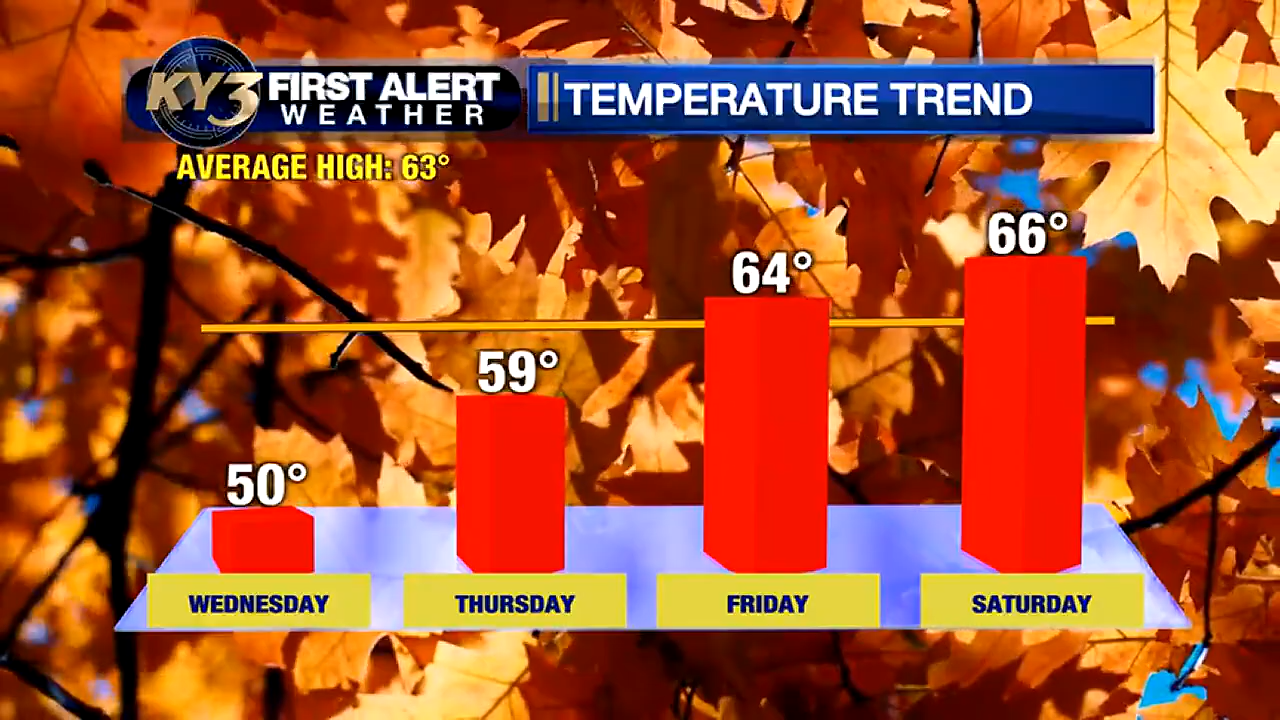 KY3 FIRST ALERT
WEATHER
TEMPERATURE TREND
AVERAGE HIGH: 63°
50°
59°
64°
66°
WEDNESDAY
THURSDAY
FRIDAY
SATURDAY